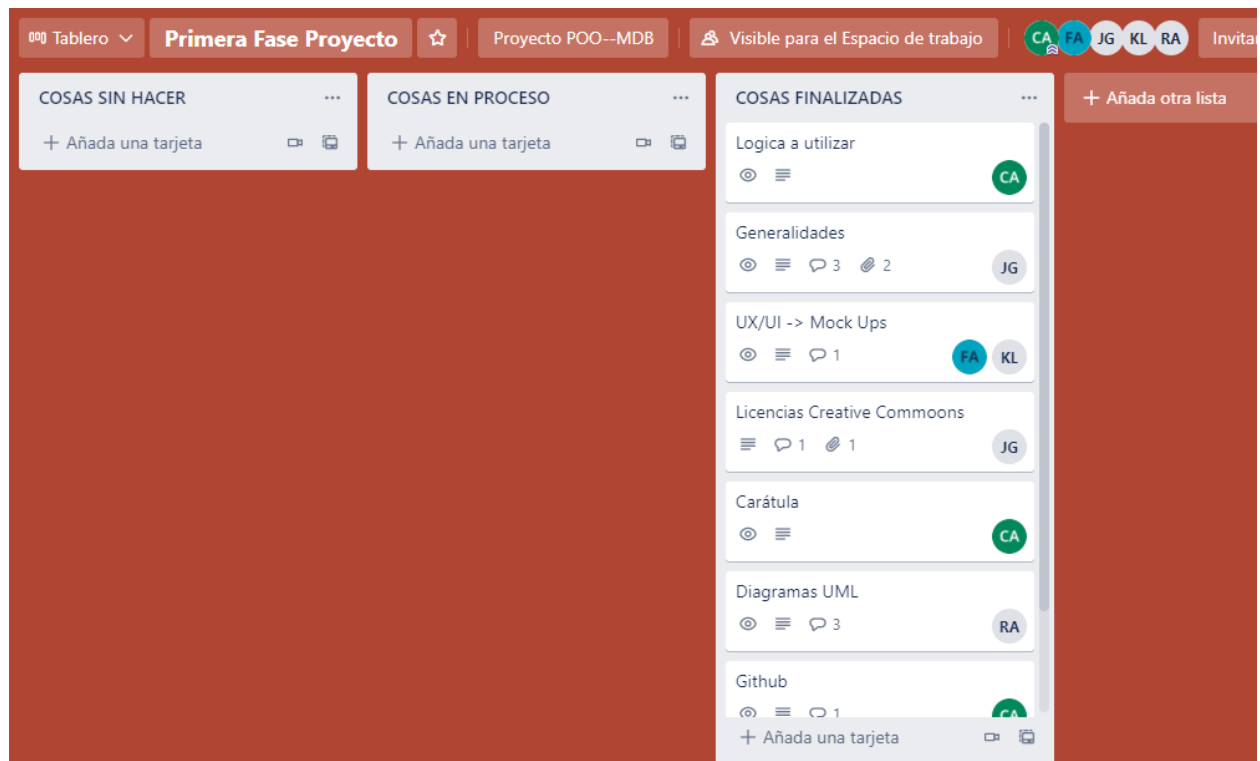 Tablero
Primera Fase Proyecto
Proyecto POO--MDB
Visible para el Espacio de trabajo
CA FA JG KL RA
Invitar
COSAS SIN HACER
+ Añada una tarjeta
COSAS EN PROCESO
+ Añada una tarjeta
COSAS FINALIZADAS
Logica a utilizar
CA
Generalidades
3 2
JG
UX/UI -> Mock Ups
1
FA KL
Licencias Creative Commoons
1 1
JG
Carátula
CA
Diagramas UML
3
RA
Github
1
CA
+ Añada una tarjeta
+ Añada otra lista